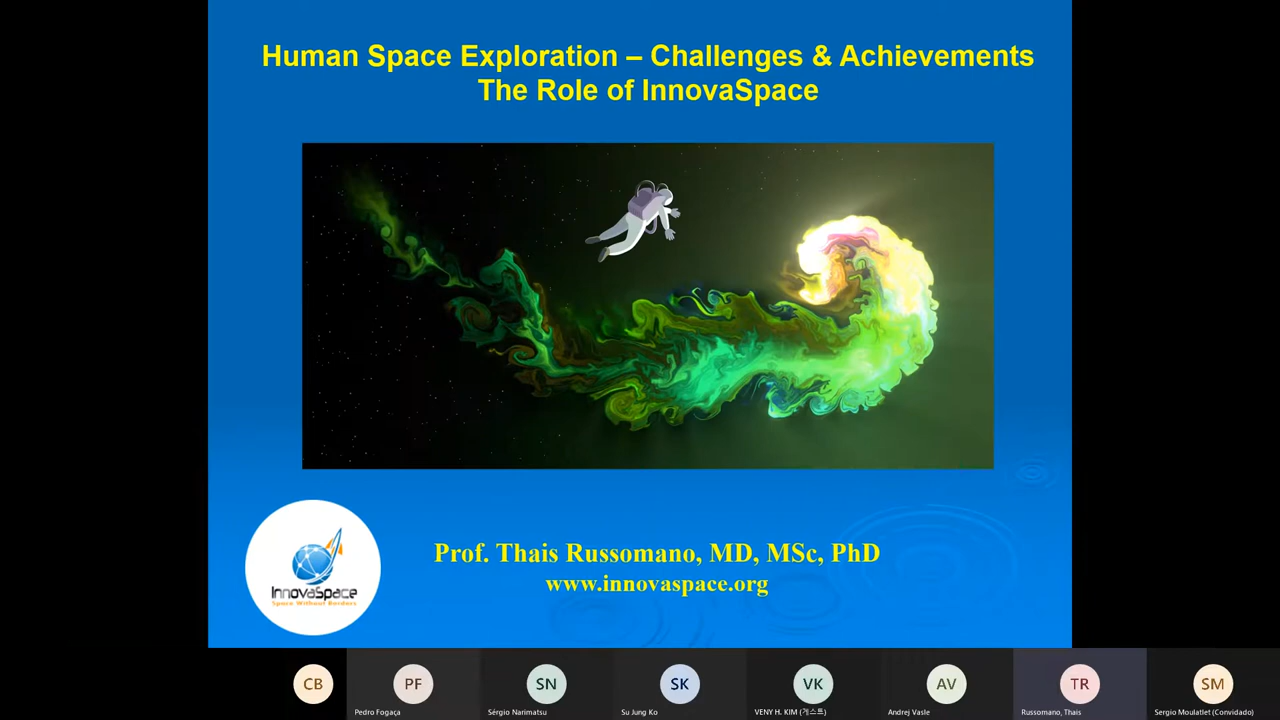 Human Space Exploration – Challenges & Achievements
The Role of InnovaSpace
InnovaSpace
Space Without Borders
Prof. Thais Russomano, MD, MSc, PhD
www.innovaspace.org
CB
PF
SN
SK
VK
AV
TR
SM
Pedro Fogaça
Sérgio Narimatsu
Su Jung Ko
VENY H. KIM (게스트)
Andrej Vasle
Russomano, Thais
Sergio Moulatlet (Convidado)